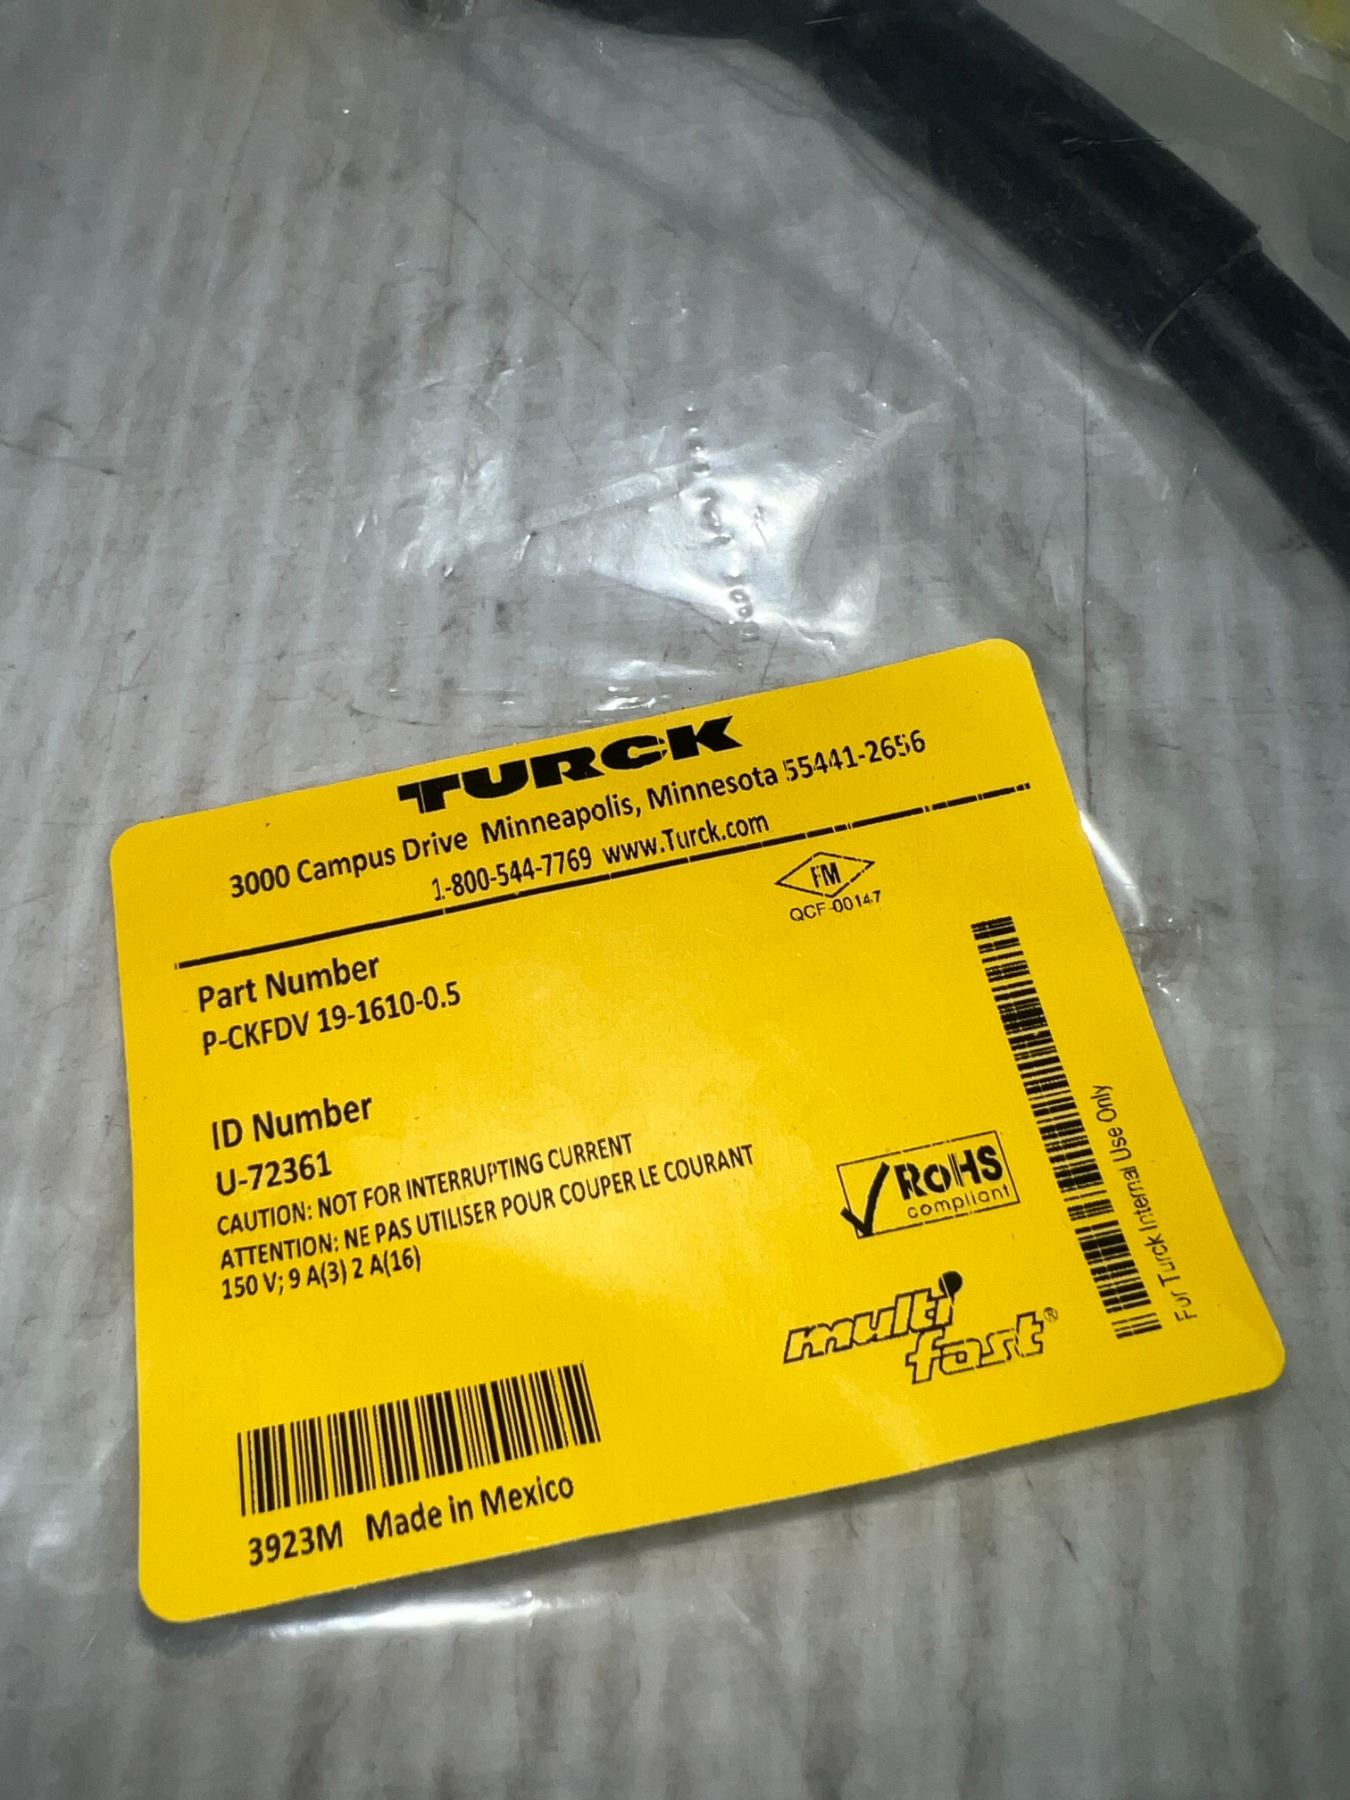 TURCK
3000 Campus Drive Minneapolis, Minnesota 55441-2656
1-800-544-7769 www.Turck.com
FM
QCF-00147
Part Number
P-CKFDV 19-1610-0.5
ID Number
U-72361
CAUTION: NOT FOR INTERRUPTING CURRENT
ATTENTION: NE PAS UTILISER POUR COUPER LE COURANT
150 V; 9 A(3) 2 A(16)
RoHS
compliant
multi
fast®
For Turck Internal Use Only
3923M Made in Mexico